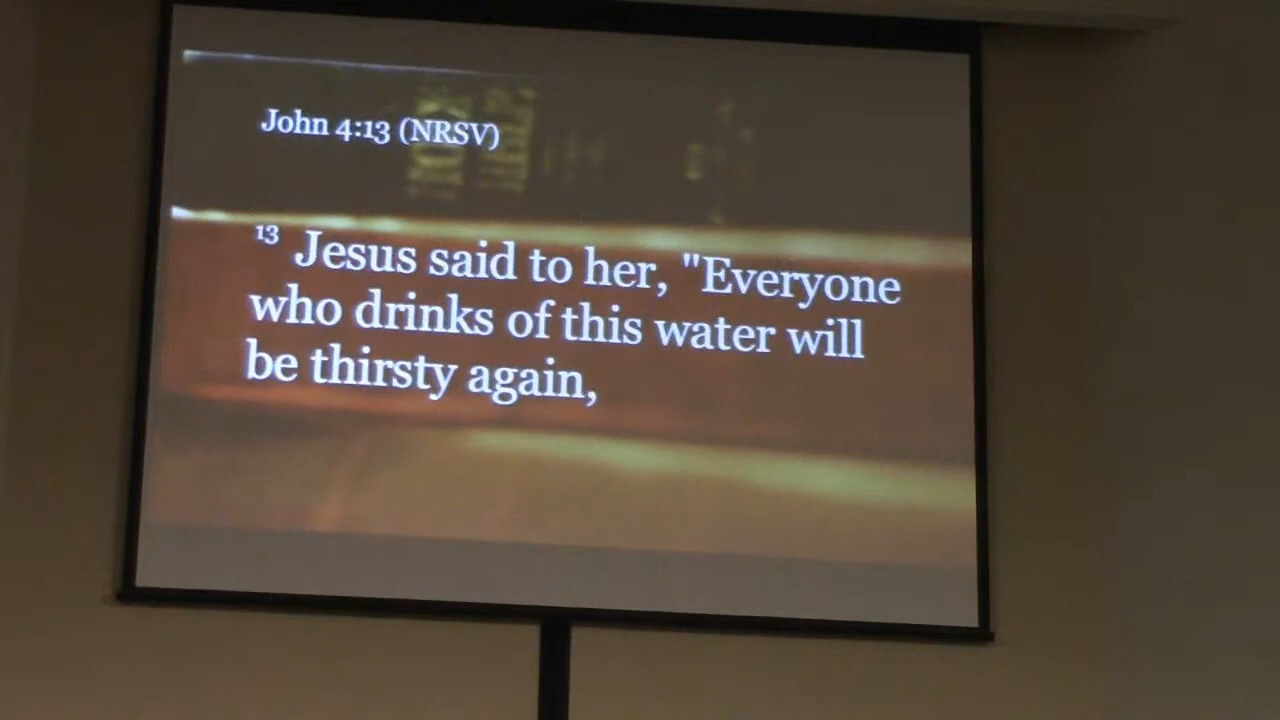 John 4:13 (NRSV)
13 Jesus said to her, "Everyone
who drinks of this water will
be thirsty again,